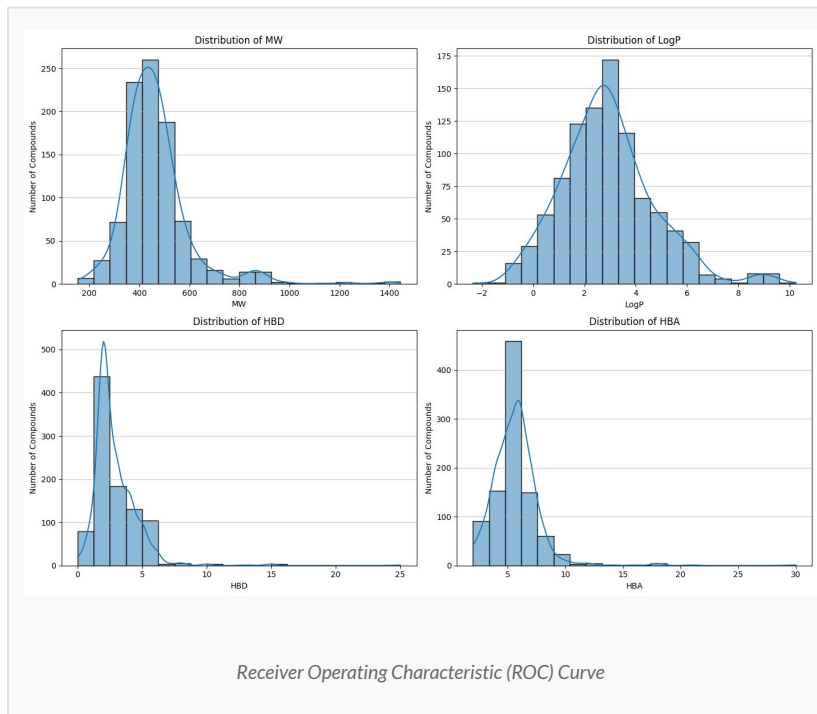 Distribution of MW
Number of Compounds
250
200
150
100
50
0
200 400 600 800 1000 1200 1400
MW
Distribution of LogP
Number of Compounds
175
150
125
100
75
50
25
0
−2 0 2 4 6 8 10
LogP
Distribution of HBD
Number of Compounds
500
400
300
200
100
0
0 5 10 15 20 25
HBD
Distribution of HBA
Number of Compounds
400
300
200
100
0
5 10 15 20 25 30
HBA
Receiver Operating Characteristic (ROC) Curve